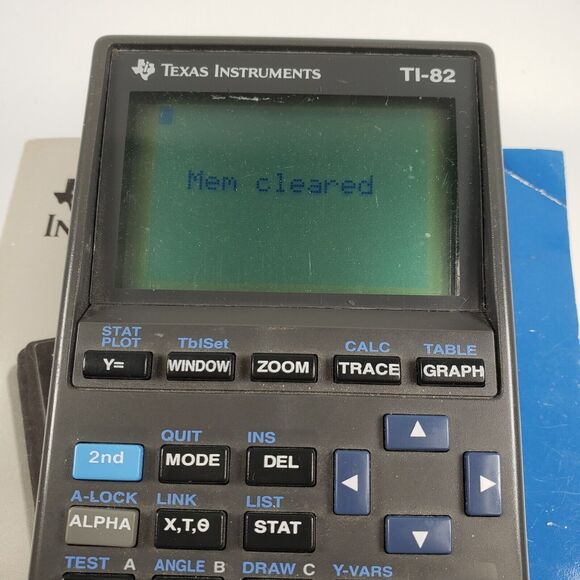 TEXAS INSTRUMENTS TI-82
Mem cleared
STAT PLOT TblSet CALC TABLE
Y= WINDOW ZOOM TRACE GRAPH
QUIT INS
2nd MODE DEL
A-LOCK LINK LIST
ALPHA X,T,θ STAT
TEST A ANGLE B DRAW C Y-VARS